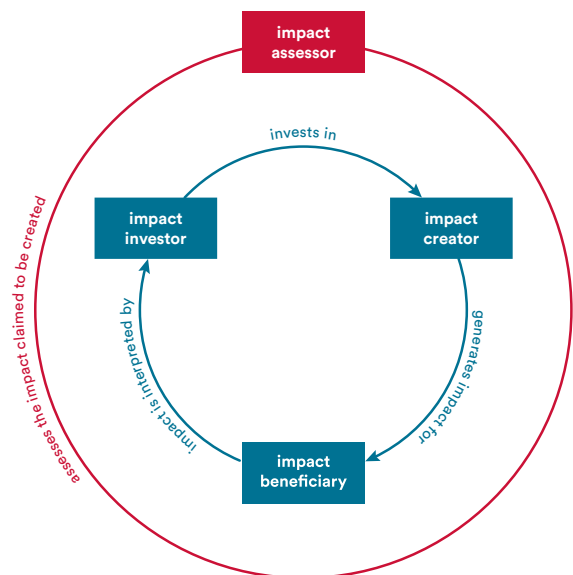 impact
assessor
invests in
impact
investor
impact
creator
assesses the impact claimed to be created
impact is interpreted by
generates impact for
impact
beneficiary